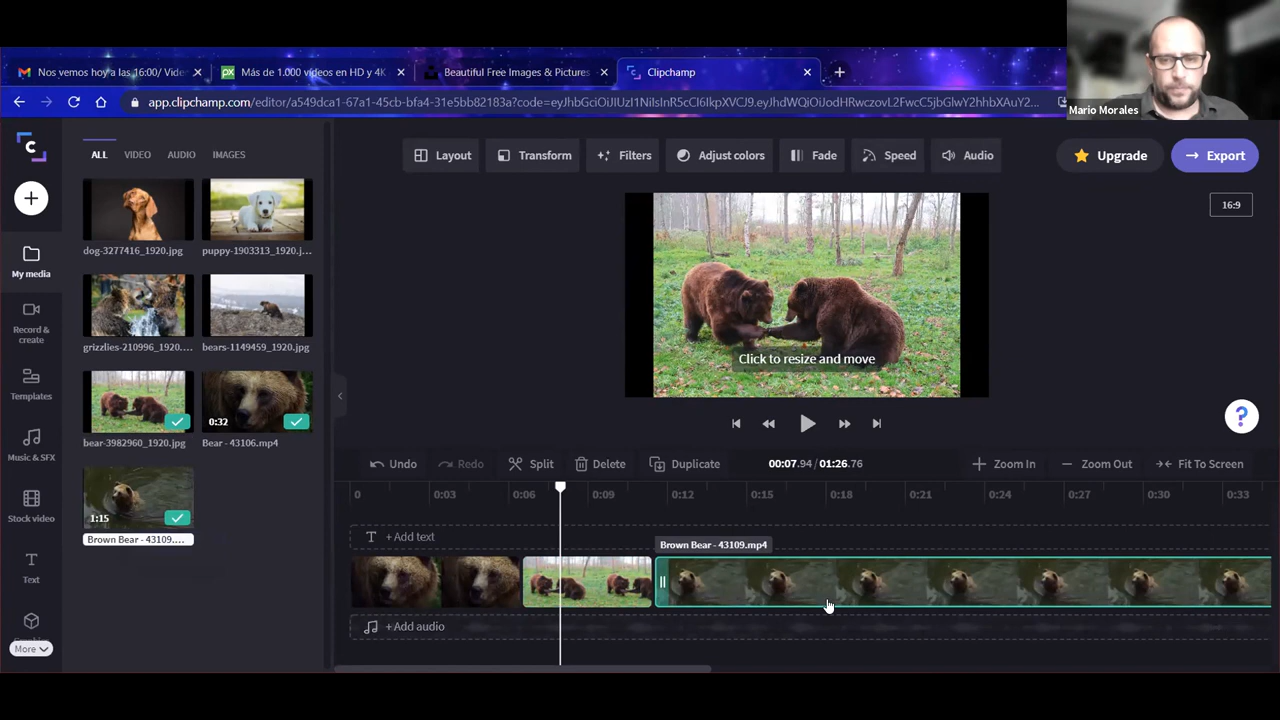 Nos vemos hoy a las 16:00/ Vide
Más de 1.000 vídeos en HD y 4K
Beautiful Free Images & Pictures
Clipchamp
app.clipchamp.com/editor/a549dca1-67a1-45cb-bfa4-31e5bb82183a?code=eyJhbGciOiJIUzI1NiIsInR5cCI6IkpXVCJ9.eyJhdWQiOiJodHRwczovL2FwcC5jbGlwY2hhbXAuY2...
Mario Morales
ALL
VIDEO
AUDIO
IMAGES
Layout
Transform
Filters
Adjust colors
Fade
Speed
Audio
Upgrade
Export
16:9
My media
Record &
create
Templates
Music & SFX
Stock video
Text
More
dog-3277416_1920.jpg
puppy-1903313_1920.j...
grizzlies-210996_1920....
bears-1149459_1920.jpg
bear-3982960_1920.jpg
0:32
Bear - 43106.mp4
1:15
Brown Bear - 43109....
Click to resize and move
?
Undo
Redo
Split
Delete
Duplicate
00:07.94 / 01:26.76
Zoom In
Zoom Out
Fit To Screen
0
0:03
0:06
0:09
0:12
0:15
0:18
0:21
0:24
0:27
0:30
0:33
T + Add text
Brown Bear - 43109.mp4
+ Add audio